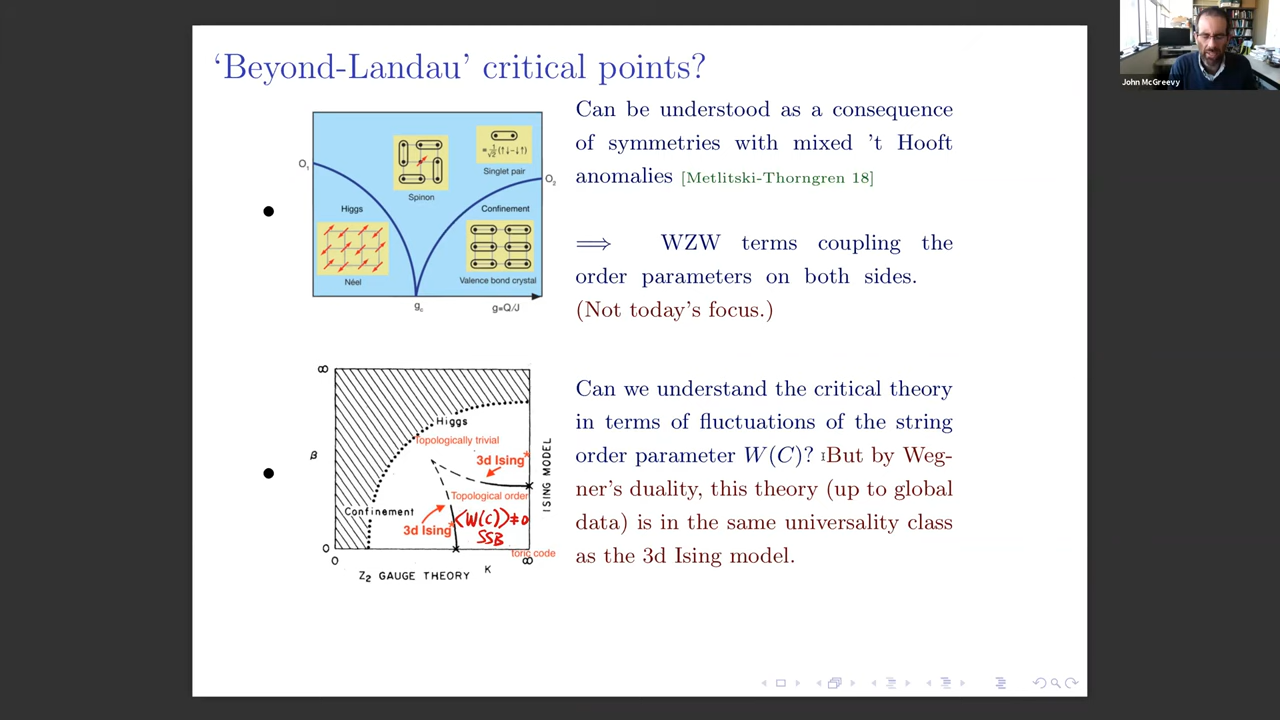 John McGreevy
‘Beyond-Landau’ critical points?
O1
Higgs
Néel
Spinon
= 1/√2 (↑↓-↓↑)
Singlet pair
O2
Confinement
Valence bond crystal
gc
g=Q/J
Can be understood as a consequence
of symmetries with mixed ’t Hooft
anomalies [Metlitski-Thorngren 18]
⟹ WZW terms coupling the
order parameters on both sides.
(Not today’s focus.)
∞
β
0
Higgs
Topologically trivial
3d Ising*
Topological order
Confinement
3d Ising*
⟨W(C)⟩≠0
SSB
toric code
ISING MODEL
0
K
∞
Z2 GAUGE THEORY
Can we understand the critical theory
in terms of fluctuations of the string
order parameter W(C)? But by Weg-
ner’s duality, this theory (up to global
data) is in the same universality class
as the 3d Ising model.